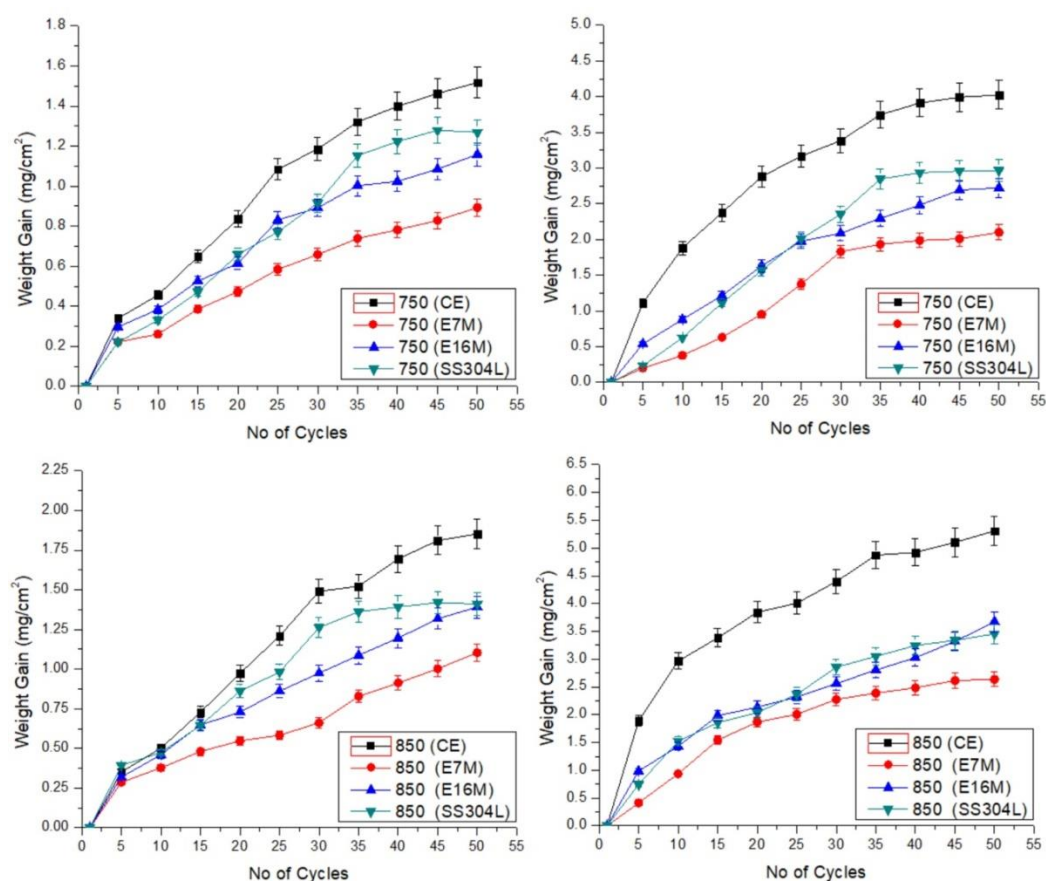 1.8
1.6
1.4
1.2
1.0
0.8
0.6
0.4
0.2
0.0
Weight Gain (mg/cm²)
750 (CE)
750 (E7M)
750 (E16M)
750 (SS304L)
0 5 10 15 20 25 30 35 40 45 50 55
No of Cycles
5.0
4.5
4.0
3.5
3.0
2.5
2.0
1.5
1.0
0.5
0.0
Weight Gain (mg/cm²)
750 (CE)
750 (E7M)
750 (E16M)
750 (SS304L)
0 5 10 15 20 25 30 35 40 45 50 55
No of Cycles
2.25
2.00
1.75
1.50
1.25
1.00
0.75
0.50
0.25
0.00
Weight Gain (mg/cm²)
850 (CE)
850 (E7M)
850 (E16M)
850 (SS304L)
0 5 10 15 20 25 30 35 40 45 50 55
No of Cycles
6.5
6.0
5.5
5.0
4.5
4.0
3.5
3.0
2.5
2.0
1.5
1.0
0.5
0.0
Weight Gain (mg/cm²)
850 (CE)
850 (E7M)
850 (E16M)
850 (SS304L)
0 5 10 15 20 25 30 35 40 45 50 55
No of Cycles